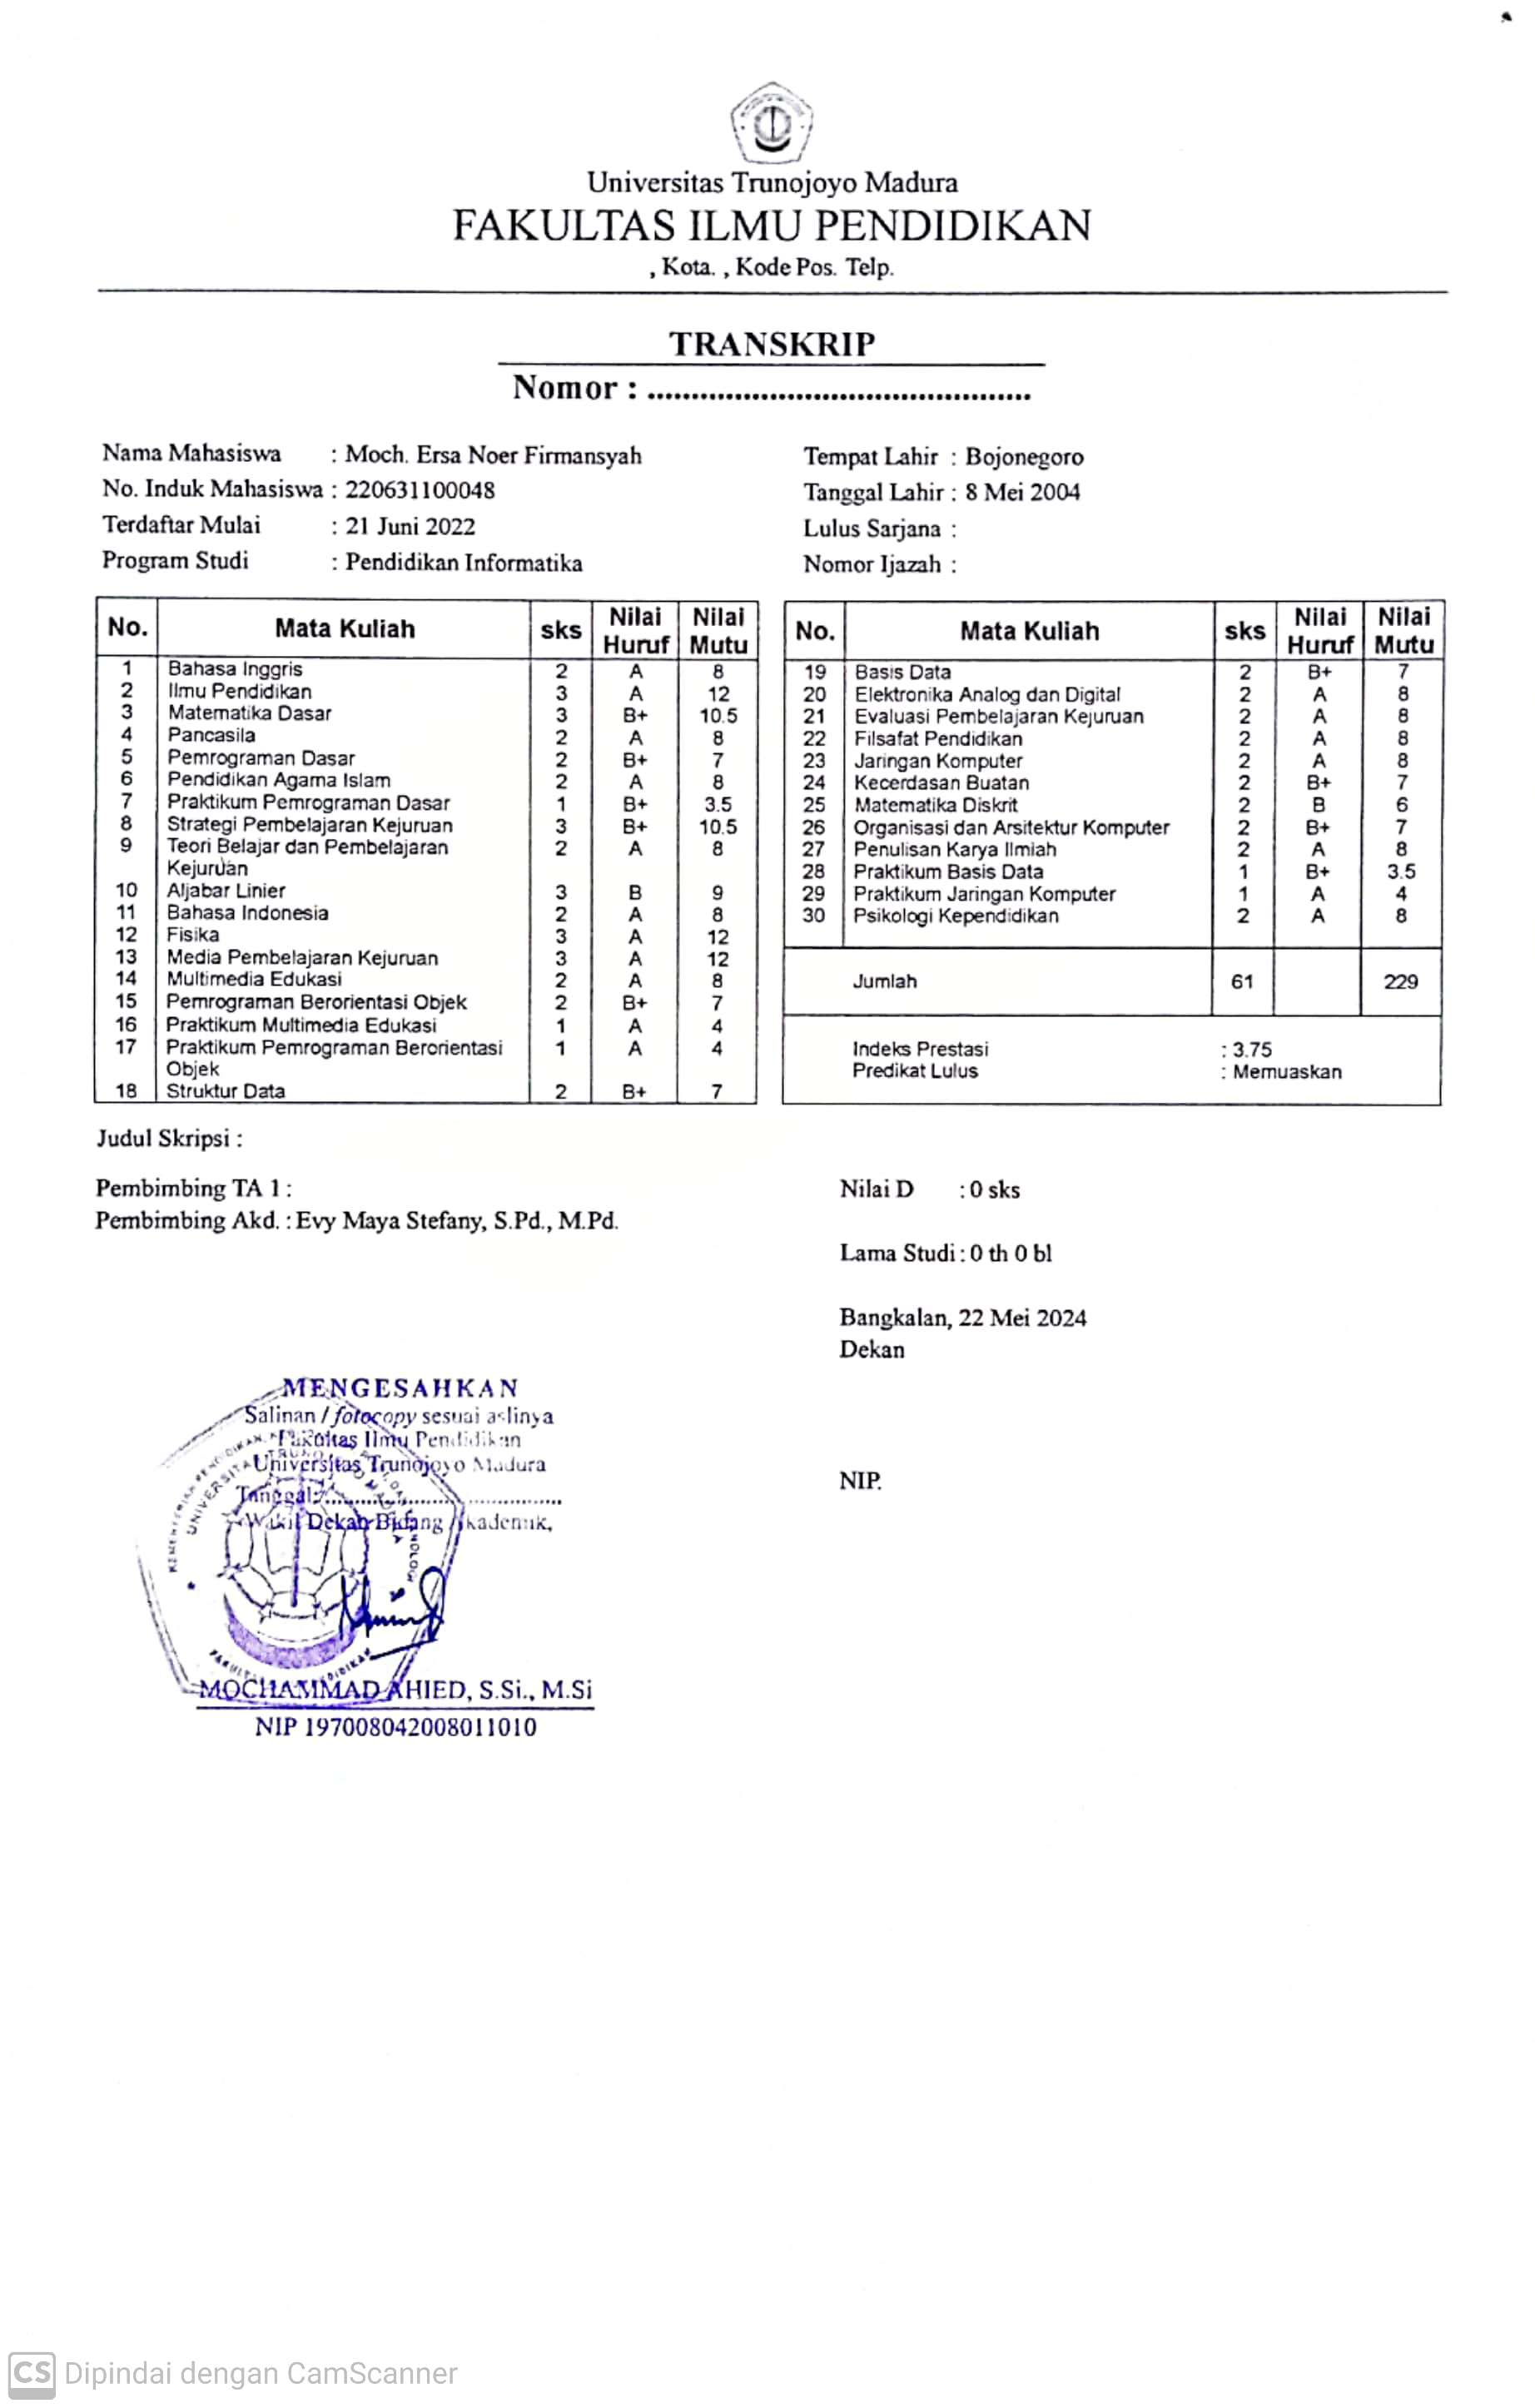 Universitas Trunojoyo Madura
FAKULTAS ILMU PENDIDIKAN
, Kota. , Kode Pos. Telp.
TRANSKRIP
Nomor : ............................................
Nama Mahasiswa : Moch. Ersa Noer Firmansyah
No. Induk Mahasiswa : 220631100048
Terdaftar Mulai : 21 Juni 2022
Program Studi : Pendidikan Informatika
Tempat Lahir : Bojonegoro
Tanggal Lahir : 8 Mei 2004
Lulus Sarjana :
Nomor Ijazah :
No. Mata Kuliah sks Nilai Huruf Nilai Mutu
1 Bahasa Inggris 2 A 8
2 Ilmu Pendidikan 3 A 12
3 Matematika Dasar 3 B+ 10.5
4 Pancasila 2 A 8
5 Pemrograman Dasar 2 B+ 7
6 Pendidikan Agama Islam 2 A 8
7 Praktikum Pemrograman Dasar 1 B+ 3.5
8 Strategi Pembelajaran Kejuruan 3 B+ 10.5
9 Teori Belajar dan Pembelajaran 2 A 8
Kejuruan
10 Aljabar Linier 3 B 9
11 Bahasa Indonesia 2 A 8
12 Fisika 3 A 12
13 Media Pembelajaran Kejuruan 3 A 12
14 Multimedia Edukasi 2 A 8
15 Pemrograman Berorientasi Objek 2 B+ 7
16 Praktikum Multimedia Edukasi 1 A 4
17 Praktikum Pemrograman Berorientasi 1 A 4
Objek
18 Struktur Data 2 B+ 7
No. Mata Kuliah sks Nilai Huruf Nilai Mutu
19 Basis Data 2 B+ 7
20 Elektronika Analog dan Digital 2 A 8
21 Evaluasi Pembelajaran Kejuruan 2 A 8
22 Filsafat Pendidikan 2 A 8
23 Jaringan Komputer 2 A 8
24 Kecerdasan Buatan 2 B+ 7
25 Matematika Diskrit 2 B 6
26 Organisasi dan Arsitektur Komputer 2 B+ 7
27 Penulisan Karya Ilmiah 2 A 8
28 Praktikum Basis Data 1 B+ 3.5
29 Praktikum Jaringan Komputer 1 A 4
30 Psikologi Kependidikan 2 A 8
Jumlah 61 229
Indeks Prestasi : 3.75
Predikat Lulus : Memuaskan
Judul Skripsi :
Pembimbing TA 1 :
Pembimbing Akd. : Evy Maya Stefany, S.Pd., M.Pd.
Nilai D : 0 sks
Lama Studi : 0 th 0 bl
Bangkalan, 22 Mei 2024
Dekan
NIP.
MENGESAHKAN
Salinan / fotocopy sesuai aslinya
Fakultas Ilmu Pendidikan
Universitas Trunojoyo Madura
Tanggal:..............................
Wakil Dekan Bidang Akademik,
MOCHAMMAD AHIED, S.Si., M.Si
NIP 197008042008011010
CS Dipindai dengan CamScanner